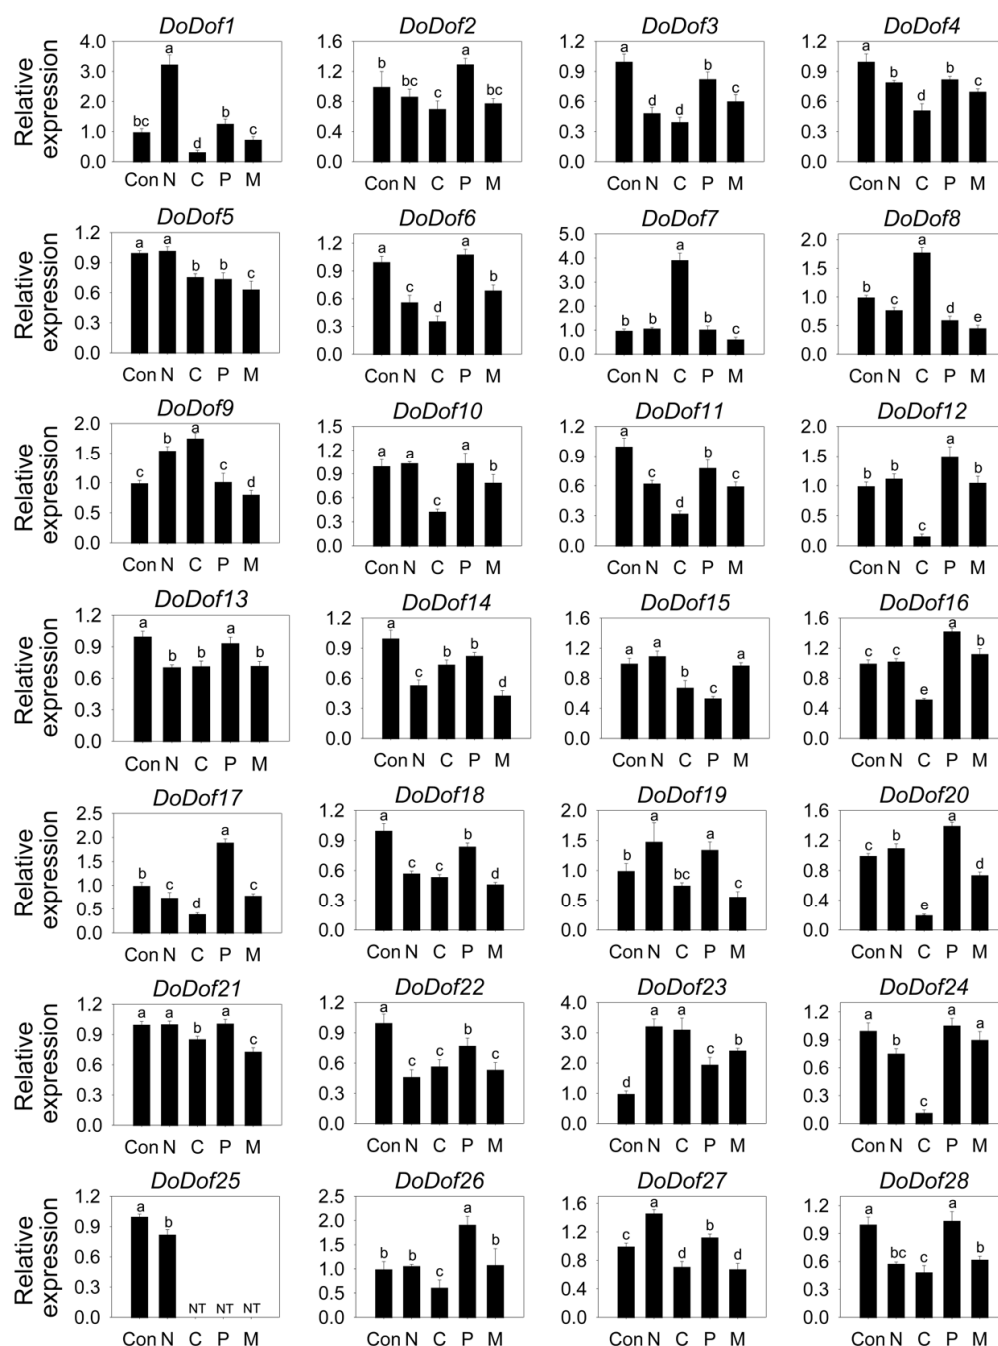 DoDof1 DoDof2 DoDof3 DoDof4
Relative expression
4.0 3.0 2.0 1.0 0.0
bc a d b c
Con N C P M
1.6 1.2 0.8 0.4 0.0
b bc c a bc
Con N C P M
1.2 0.9 0.6 0.3 0.0
a d d b c
Con N C P M
1.2 0.9 0.6 0.3 0.0
a b c b c
Con N C P M
DoDof5 DoDof6 DoDof7 DoDof8
Relative expression
1.2 0.9 0.6 0.3 0.0
a a b b c
Con N C P M
1.2 0.9 0.6 0.3 0.0
a c d a b
Con N C P M
5.0 4.0 3.0 2.0 1.0 0.0
b b a b c
Con N C P M
2.0 1.5 1.0 0.5 0.0
b c a d e
Con N C P M
DoDof9 DoDof10 DoDof11 DoDof12
Relative expression
2.0 1.5 1.0 0.5 0.0
c b a c d
Con N C P M
1.5 1.2 0.9 0.6 0.3 0.0
a a c a b
Con N C P M
1.2 0.9 0.6 0.3 0.0
a c d b c
Con N C P M
2.0 1.5 1.0 0.5 0.0
b b c a b
Con N C P M
DoDof13 DoDof14 DoDof15 DoDof16
Relative expression
1.2 0.9 0.6 0.3 0.0
a b b a b
Con N C P M
1.2 0.9 0.6 0.3 0.0
a c b b d
Con N C P M
1.6 1.2 0.8 0.4 0.0
a a b c a
Con N C P M
1.6 1.2 0.8 0.4 0.0
c c e a b
Con N C P M
DoDof17 DoDof18 DoDof19 DoDof20
Relative expression
2.5 2.0 1.5 1.0 0.5 0.0
b c d a c
Con N C P M
1.2 0.9 0.6 0.3 0.0
a c c b d
Con N C P M
2.0 1.5 1.0 0.5 0.0
b a bc a c
Con N C P M
1.6 1.2 0.8 0.4 0.0
c b e a d
Con N C P M
DoDof21 DoDof22 DoDof23 DoDof24
Relative expression
1.2 0.9 0.6 0.3 0.0
a a b a c
Con N C P M
1.2 0.9 0.6 0.3 0.0
a c c b c
Con N C P M
4.0 3.0 2.0 1.0 0.0
d a a c b
Con N C P M
1.2 0.9 0.6 0.3 0.0
a b c a a
Con N C P M
DoDof25 DoDof26 DoDof27 DoDof28
Relative expression
1.2 0.9 0.6 0.3 0.0
a b NT NT NT
Con N C P M
2.5 2.0 1.5 1.0 0.5 0.0
b b c a b
Con N C P M
1.6 1.2 0.8 0.4 0.0
c a d b d
Con N C P M
1.2 0.9 0.6 0.3 0.0
a bc c a b
Con N C P M